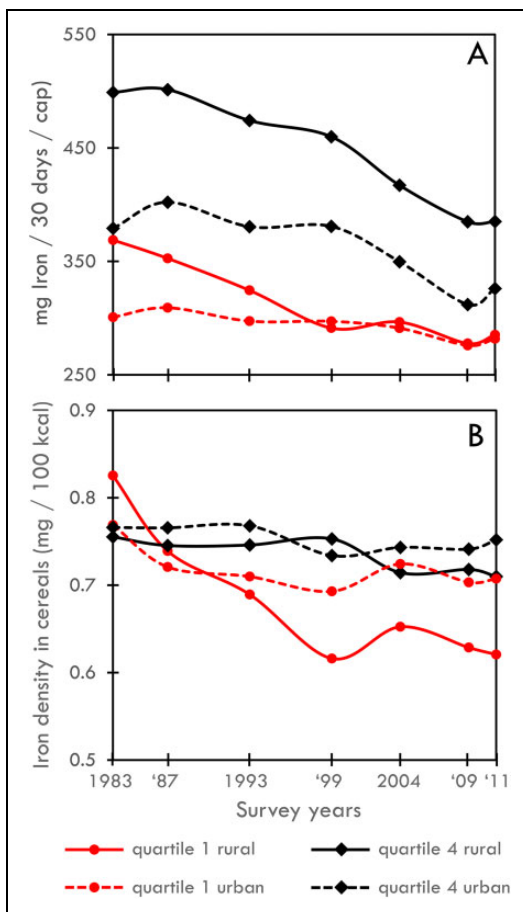 A
550
450
350
250
mg Iron / 30 days / cap
B
0.9
0.8
0.7
0.6
0.5
Iron density in cereals (mg / 100 kcal)
1983 ‘87 1993 ‘99 2004 ‘09 ‘11
Survey years
quartile 1 rural quartile 4 rural
quartile 1 urban quartile 4 urban